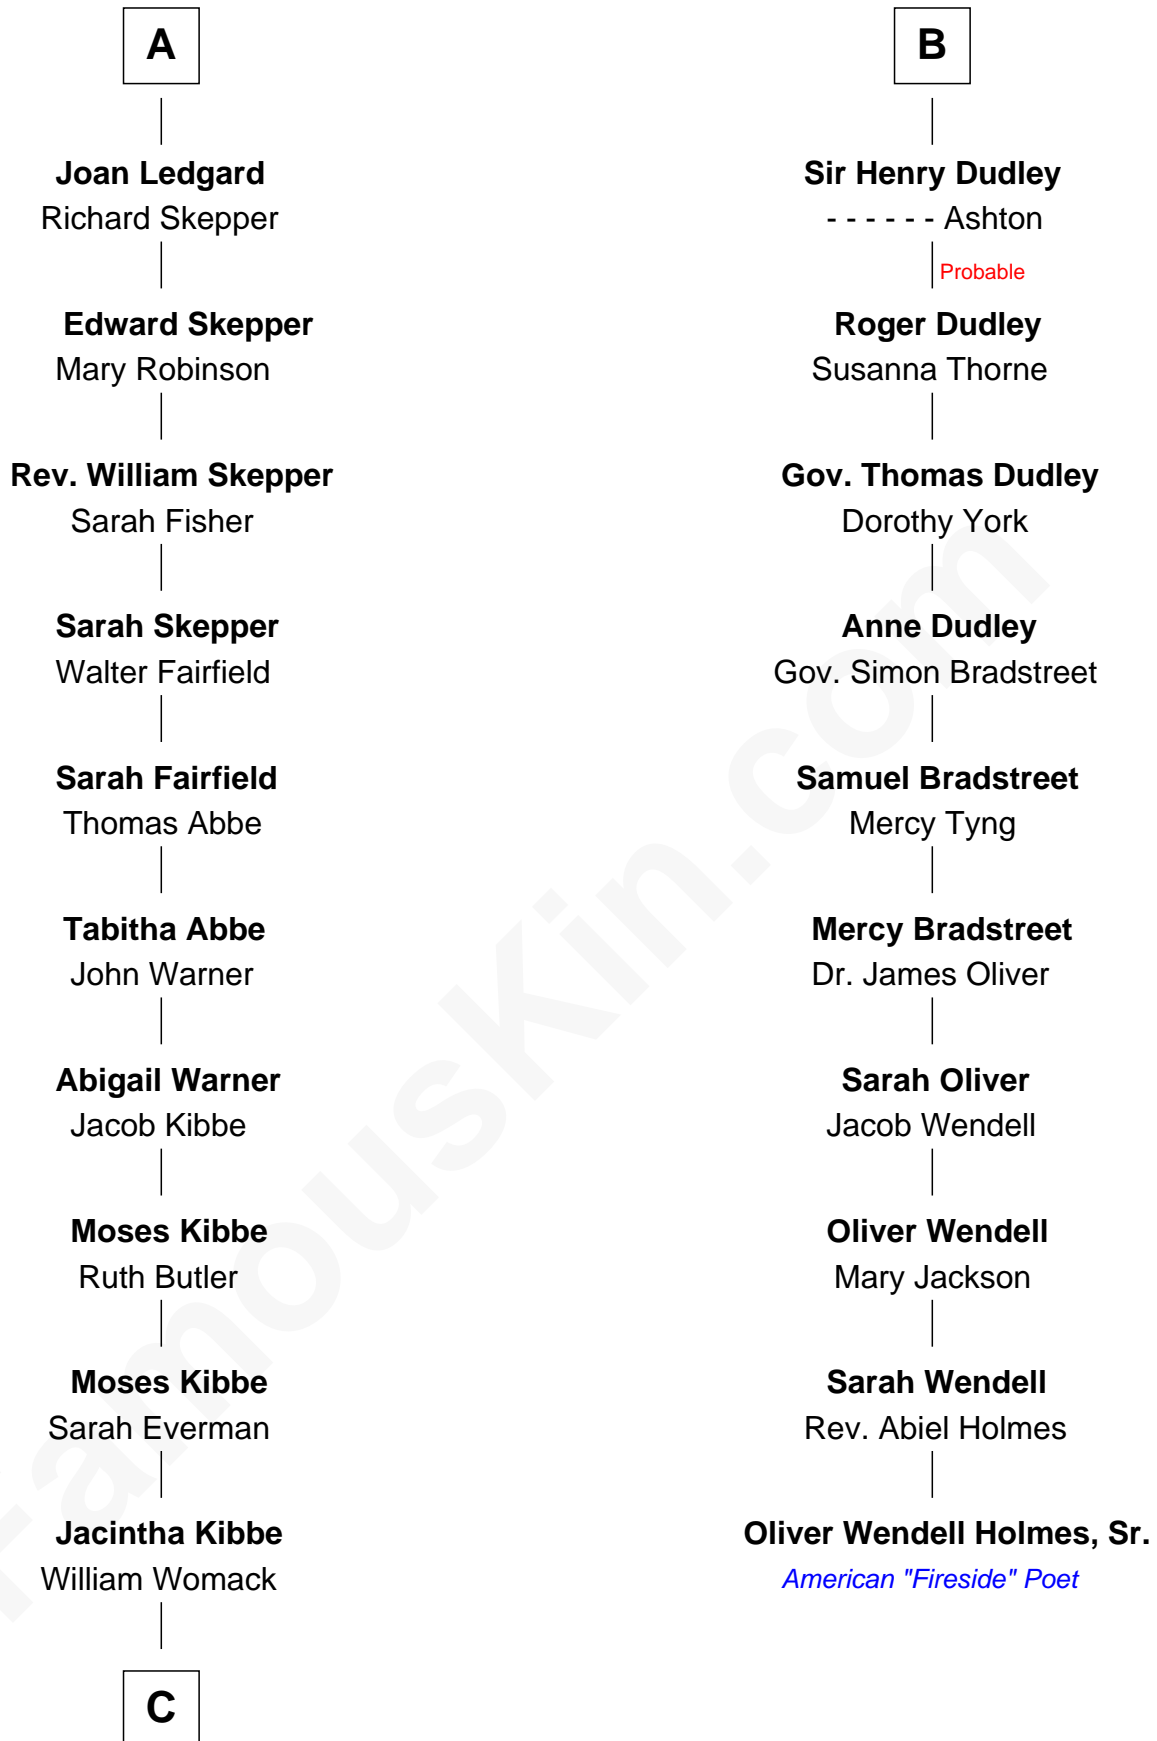 A
Joan Ledgard
Richard Skepper
Edward Skepper
Mary Robinson
Rev. William Skepper
Sarah Fisher
Sarah Skepper
Walter Fairfield
Sarah Fairfield
Thomas Abbe
Tabitha Abbe
John Warner
Abigail Warner
Jacob Kibbe
Moses Kibbe
Ruth Butler
Moses Kibbe
Sarah Everman
Jacintha Kibbe
William Womack
C
B
Sir Henry Dudley
- - - - - - Ashton
Probable
Roger Dudley
Susanna Thorne
Gov. Thomas Dudley
Dorothy York
Anne Dudley
Gov. Simon Bradstreet
Samuel Bradstreet
Mercy Tyng
Mercy Bradstreet
Dr. James Oliver
Sarah Oliver
Jacob Wendell
Oliver Wendell
Mary Jackson
Sarah Wendell
Rev. Abiel Holmes
Oliver Wendell Holmes, Sr.
American "Fireside" Poet
FamousKin.com